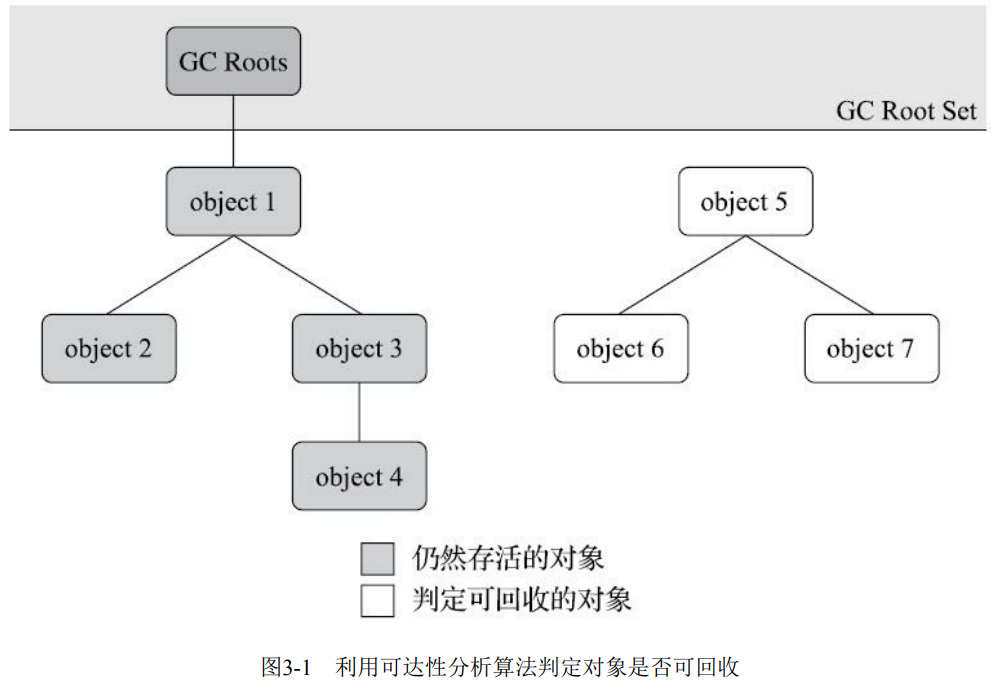 GC Roots
GC Root Set
object 1
object 5
object 2
object 3
object 6
object 7
object 4
仍然存活的对象
判定可回收的对象
图3-1 利用可达性分析算法判定对象是否可回收